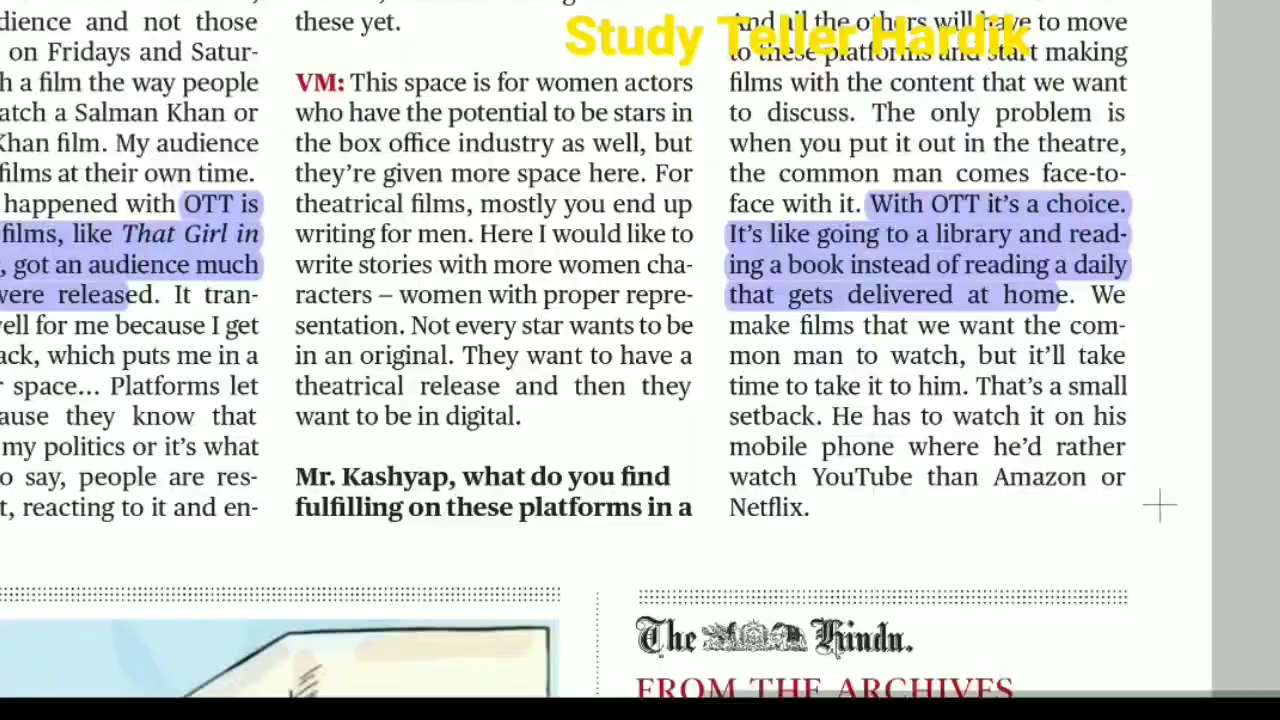 Study Teller Hardik
dience and not those
on Fridays and Satur-
h a film the way people
atch a Salman Khan or
Khan film. My audience
films at their own time.
happened with OTT is
films, like That Girl in
, got an audience much
were released. It tran-
ell for me because I get
ack, which puts me in a
space... Platforms let
ause they know that
my politics or it's what
o say, people are res-
t, reacting to it and en-
these yet.
VM: This space is for women actors
who have the potential to be stars in
the box office industry as well, but
they're given more space here. For
theatrical films, mostly you end up
writing for men. Here I would like to
write stories with more women cha-
racters – women with proper repre-
sentation. Not every star wants to be
in an original. They want to have a
theatrical release and then they
want to be in digital.
Mr. Kashyap, what do you find
fulfilling on these platforms in a
And all the others will have to move
to these platforms and start making
films with the content that we want
to discuss. The only problem is
when you put it out in the theatre,
the common man comes face-to-
face with it. With OTT it's a choice.
It's like going to a library and read-
ing a book instead of reading a daily
that gets delivered at home. We
make films that we want the com-
mon man to watch, but it'll take
time to take it to him. That's a small
setback. He has to watch it on his
mobile phone where he'd rather
watch YouTube than Amazon or
Netflix.
The Hindu.
FROM THE ARCHIVES